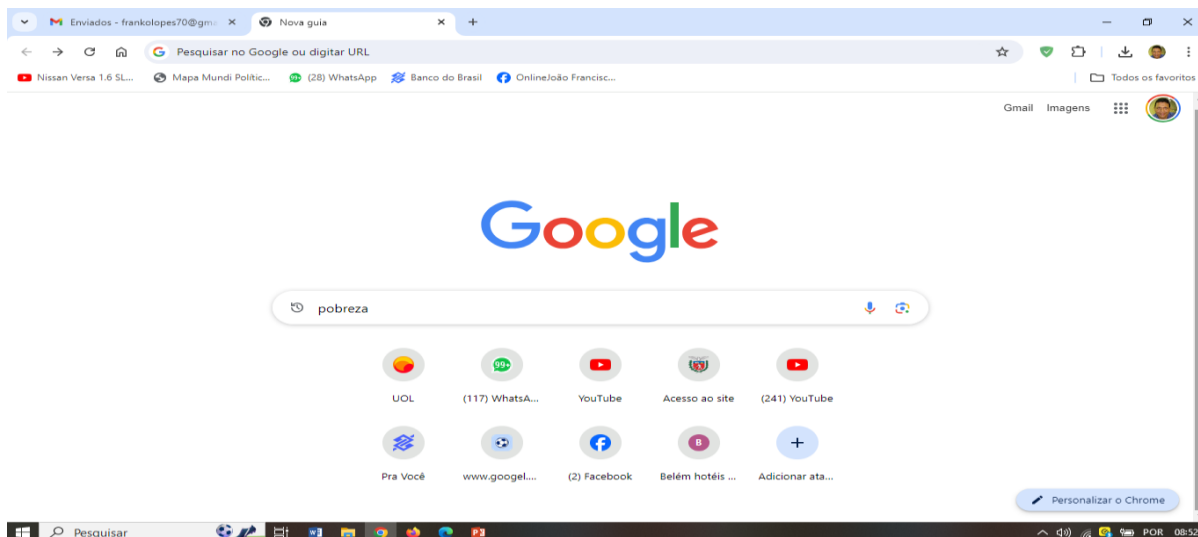 Enviados - frankolopes70@gm
Nova guia
Pesquisar no Google ou digitar URL
Nissan Versa 1.6 SL...
Mapa Mundi Polític...
(28) WhatsApp
Banco do Brasil
OnlineJoão Francisc...
Todos os favoritos
Gmail
Imagens
Google
pobreza
99+
UOL
(117) WhatsA...
YouTube
Acesso ao site
(241) YouTube
B
Pra Você
www.googel....
(2) Facebook
Belém hotéis ...
Adicionar ata...
Personalizar o Chrome
Pesquisar
POR
08:52